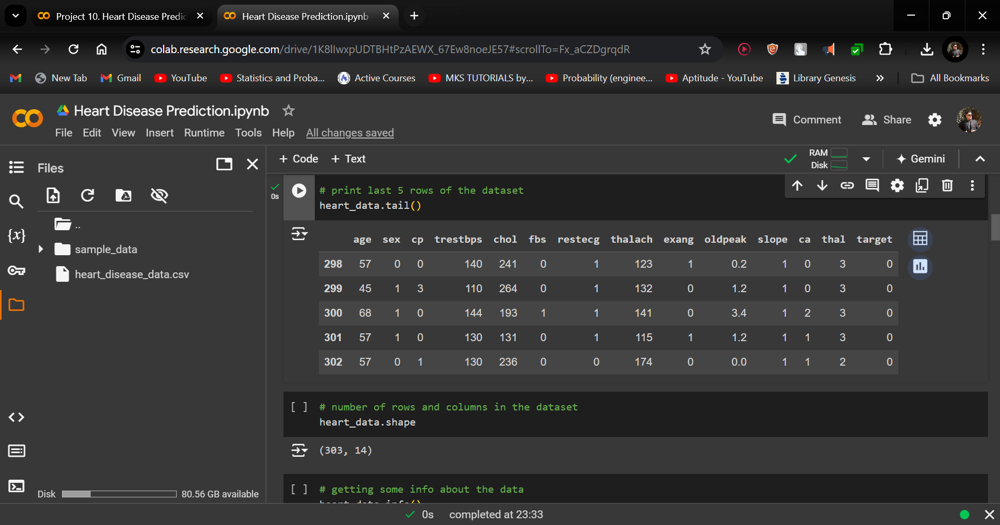 Project 10. Heart Disease Predic
Heart Disease Prediction.ipynb
colab.research.google.com/drive/1K8lIwxpUDTBHtPzAEWX_67Ew8noeJE57#scrollTo=Fx_aCZDgrqdR
New Tab Gmail YouTube Statistics and Proba... Active Courses MKS TUTORIALS by... Probability (enginee... Aptitude - YouTube Library Genesis » All Bookmarks
Heart Disease Prediction.ipynb
Comment Share
File Edit View Insert Runtime Tools Help All changes saved
Files
+ Code + Text
RAM
Disk
Gemini
..
sample_data
heart_disease_data.csv
{x}
Disk 80.56 GB available
0s
# print last 5 rows of the dataset
heart_data.tail()
age sex cp trestbps chol fbs restecg thalach exang oldpeak slope ca thal target
298 57 0 0 140 241 0 1 123 1 0.2 1 0 3 0
299 45 1 3 110 264 0 1 132 0 1.2 1 0 3 0
300 68 1 0 144 193 1 1 141 0 3.4 1 2 3 0
301 57 1 0 130 131 0 1 115 1 1.2 1 1 3 0
302 57 0 1 130 236 0 0 174 0 0.0 1 1 2 0
[ ] # number of rows and columns in the dataset
heart_data.shape
(303, 14)
[ ] # getting some info about the data
heart_data.info()
0s completed at 23:33